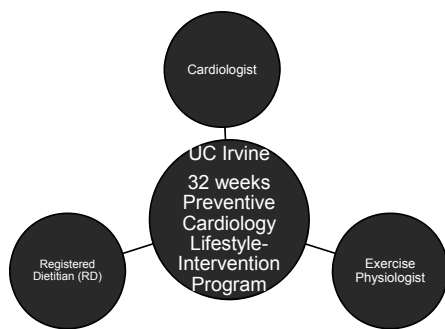 Cardiologist
UC Irvine
32 weeks
Preventive
Cardiology
Lifestyle-
Intervention
Program
Registered
Dietitian (RD)
Exercise
Physiologist